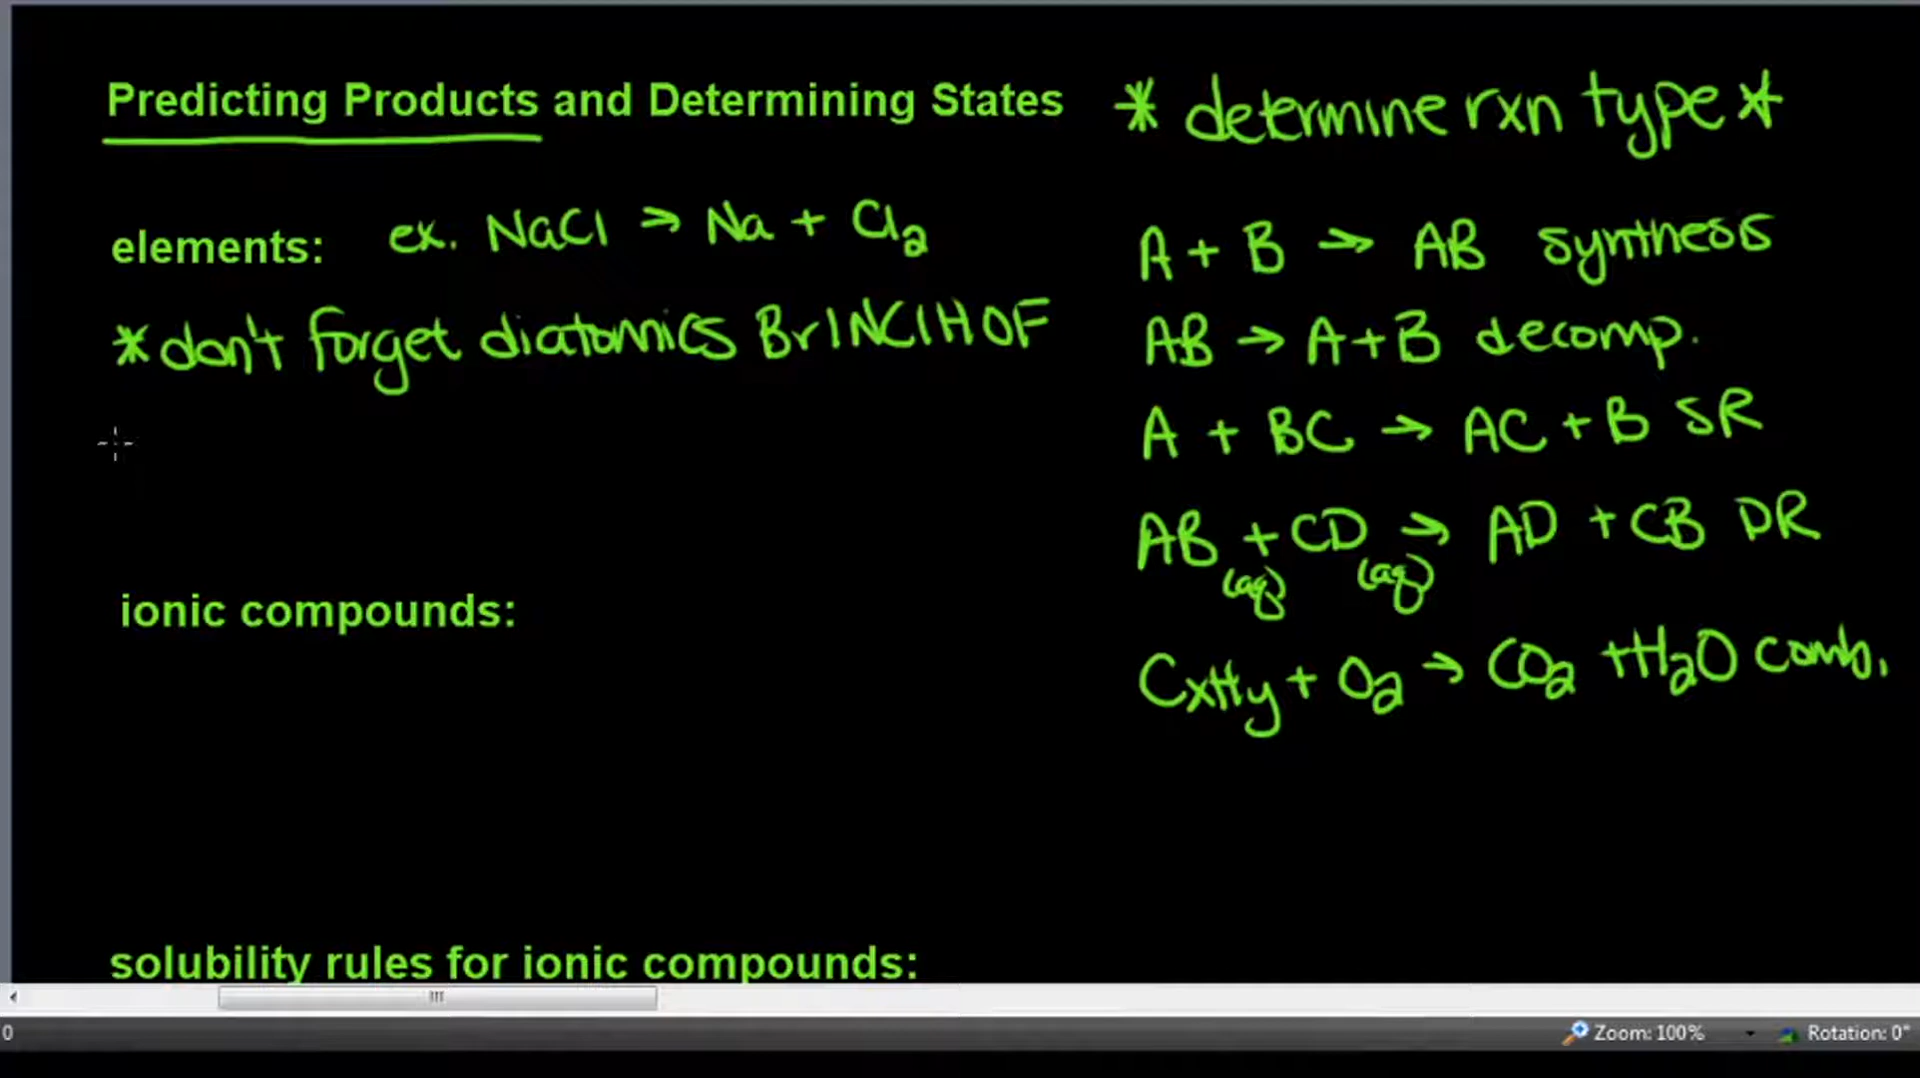 Predicting Products and Determining States
elements: ex. NaCl → Na + Cl₂
*don't forget diatomics BrINClHOF
ionic compounds:
solubility rules for ionic compounds:
* determine rxn type *
A + B → AB synthesis
AB → A + B decomp.
A + BC → AC + B SR
AB (aq) + CD (aq) → AD + CB DR
CxHy + O₂ → CO₂ + H₂O comb.
0
Zoom: 100%
Rotation: 0°